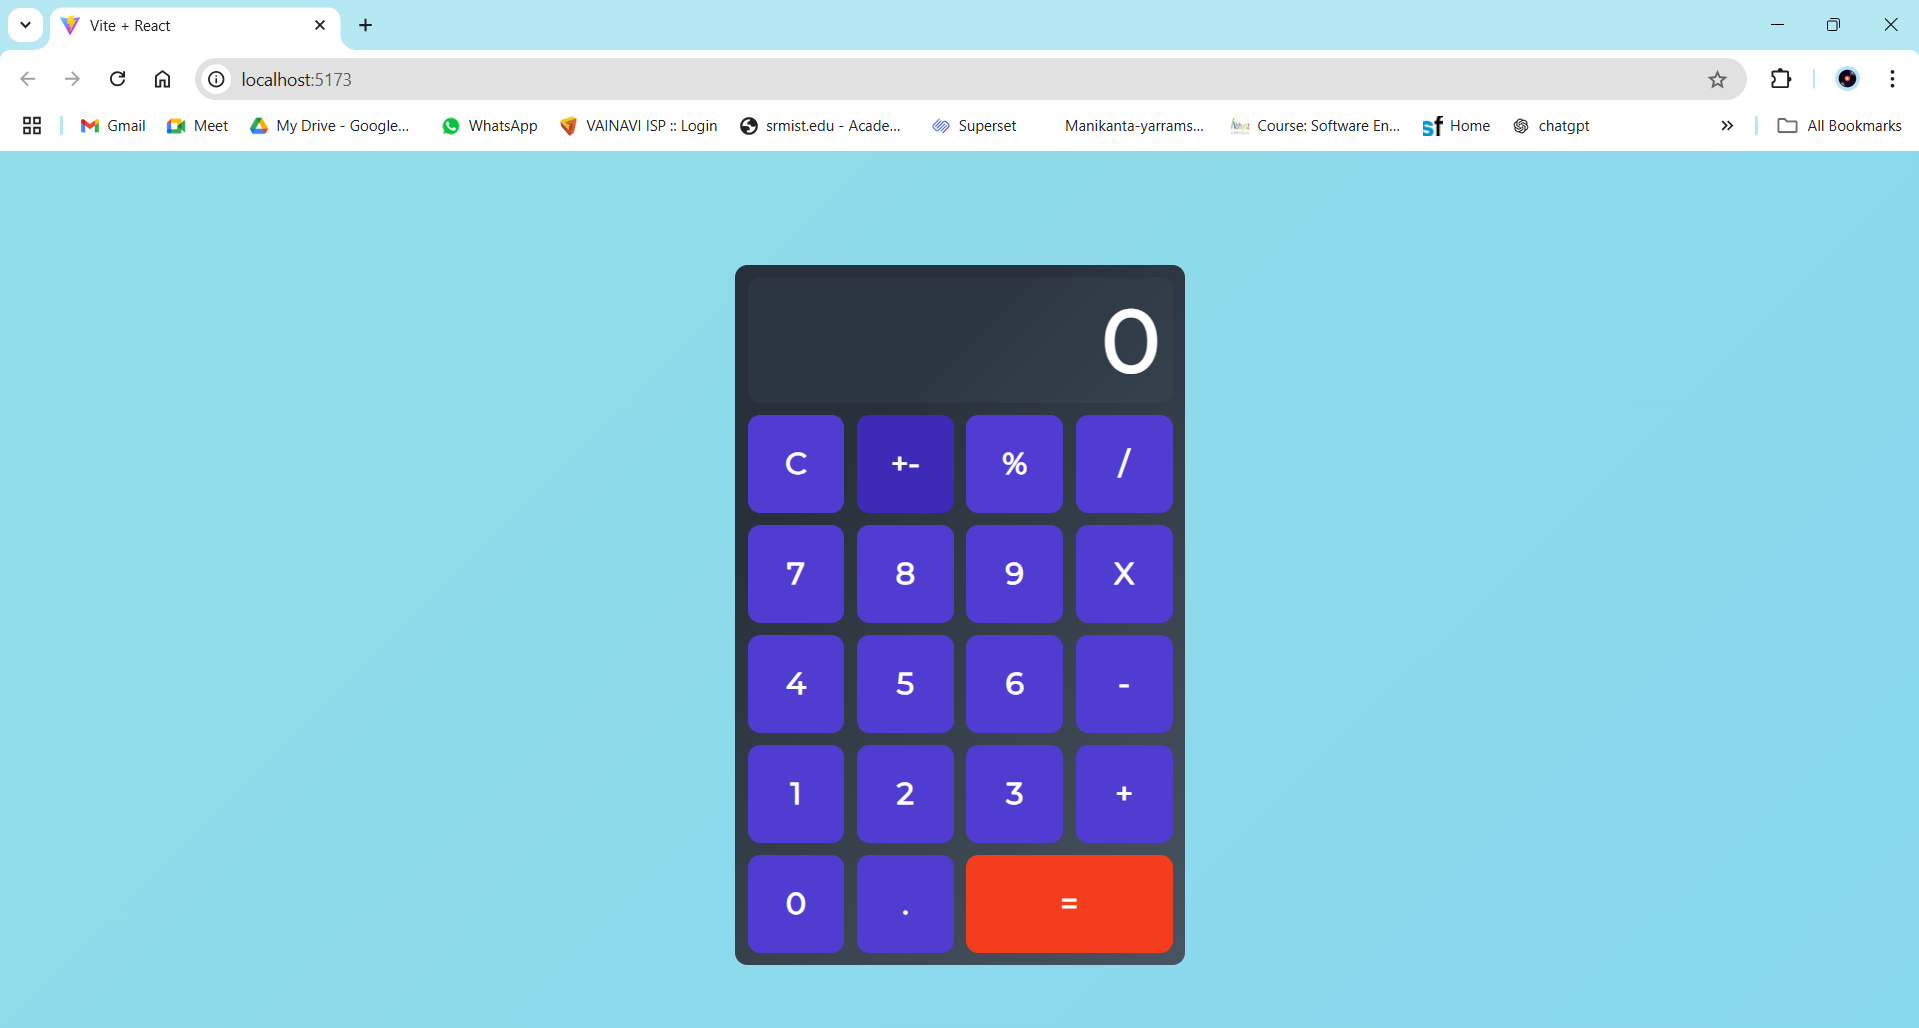 Vite + React
localhost:5173
Gmail Meet My Drive - Google... WhatsApp VAINAVI ISP :: Login srmist.edu - Acade... Superset Manikanta-yarrams... Course: Software En... sf Home chatgpt All Bookmarks
0
C +- % /
7 8 9 X
4 5 6 -
1 2 3 +
0 . =